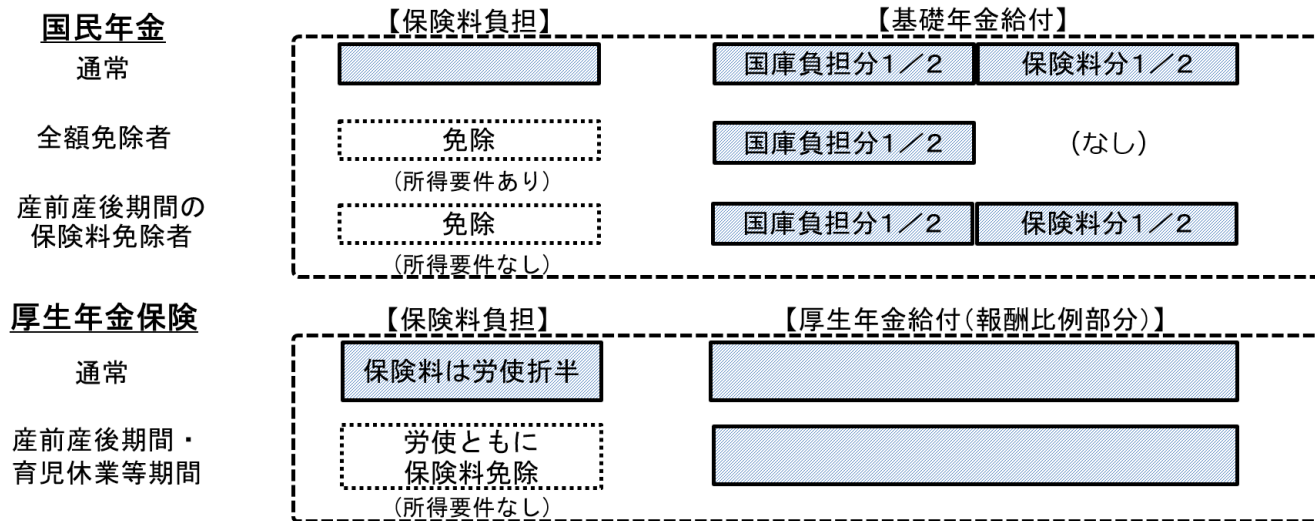 国民年金
【保険料負担】
【基礎年金給付】
通常
国庫負担分1/2
保険料分1/2
全額免除者
免除
(所得要件あり)
国庫負担分1/2
(なし)
産前産後期間の
保険料免除者
免除
(所得要件なし)
国庫負担分1/2
保険料分1/2
厚生年金保険
【保険料負担】
【厚生年金給付(報酬比例部分)】
通常
保険料は労使折半
産前産後期間・
育児休業等期間
労使ともに
保険料免除
(所得要件なし)